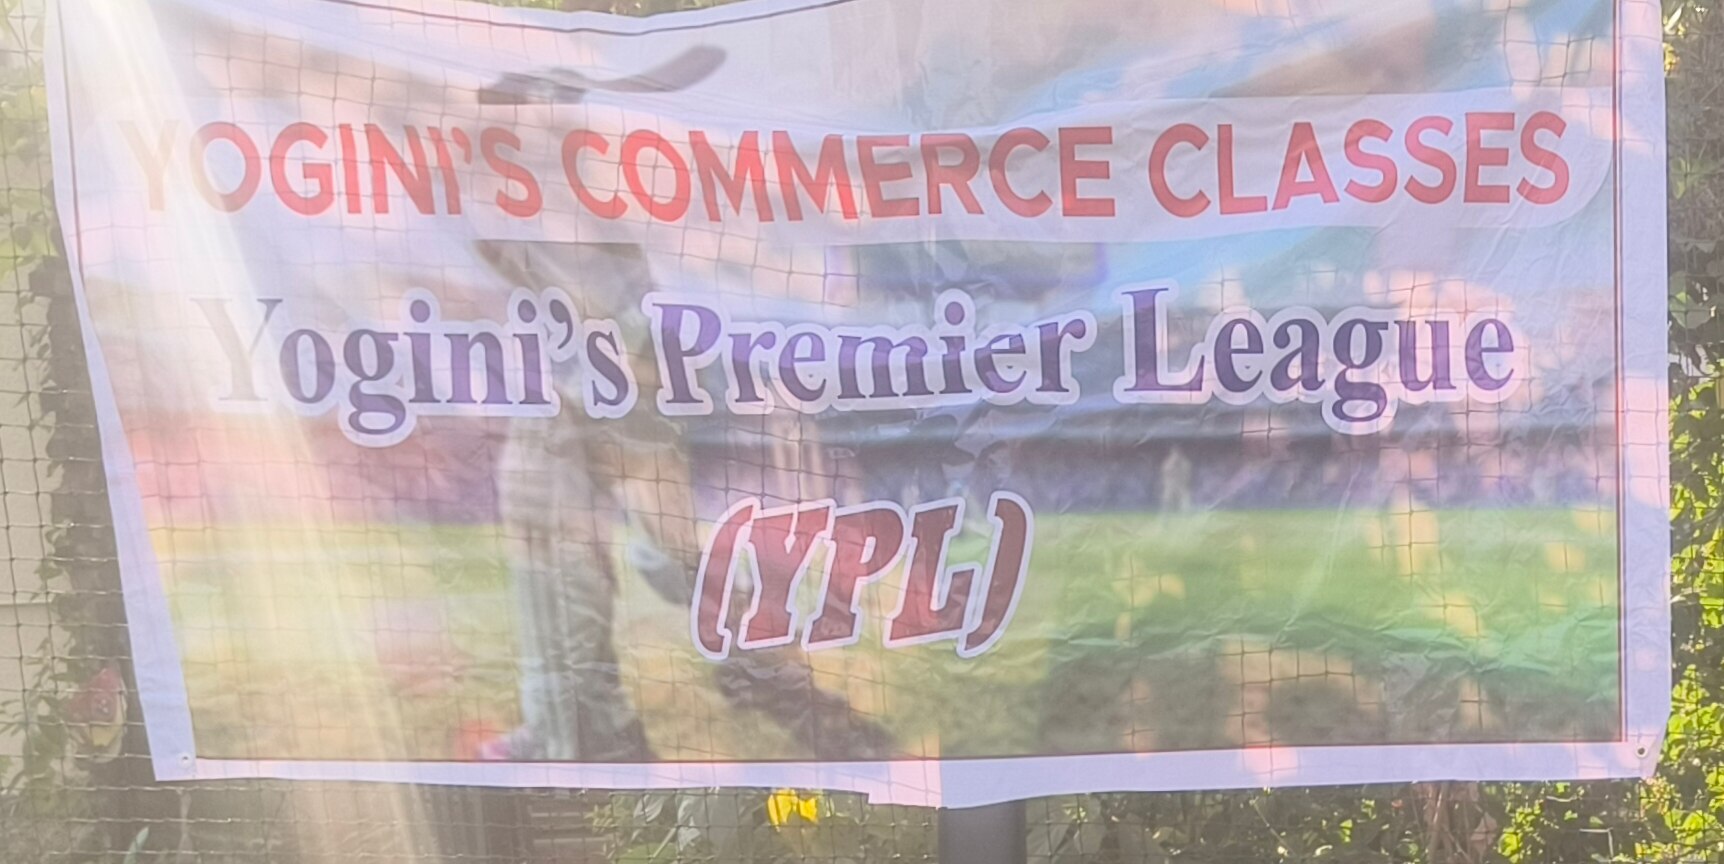 YOGINI'S COMMERCE CLASSES
Yogini's Premier League
(YPL)